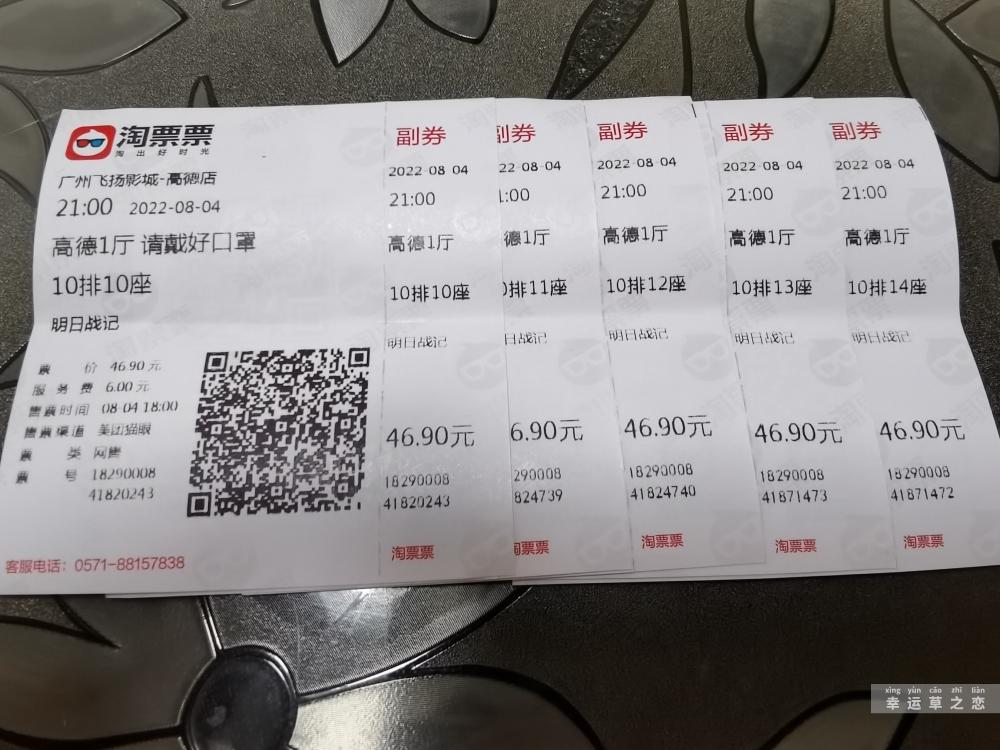 淘票票
淘出好时光
广州飞扬影城-高德店
21:00 2022-08-04
高德1厅 请戴好口罩
10排10座
明日战记
票 价 46.90 元
服 务 费 6.00 元
售票时间 08-04 18:00
售票渠道 美团猫眼
票 类 网售
票 号 18290008
41820243
客服电话：0571-88157838
副券
2022-08-04
21:00
高德1厅
10排10座
明日战记
46.90元
18290008
41820243
淘票票
副券
22-08-04
1:00
德1厅
排11座
日战记
6.90元
290008
824739
淘票票
副券
2022-08-04
21:00
高德1厅
10排12座
明日战记
46.90元
18290008
41824740
淘票票
副券
2022-08-04
21:00
高德1厅
10排13座
明日战记
46.90元
18290008
41871473
淘票票
副券
2022-08-04
21:00
高德1厅
10排14座
明日战记
46.90元
18290008
41871472
淘票票
xìng yùn cǎo zhī liàn
幸运草之恋